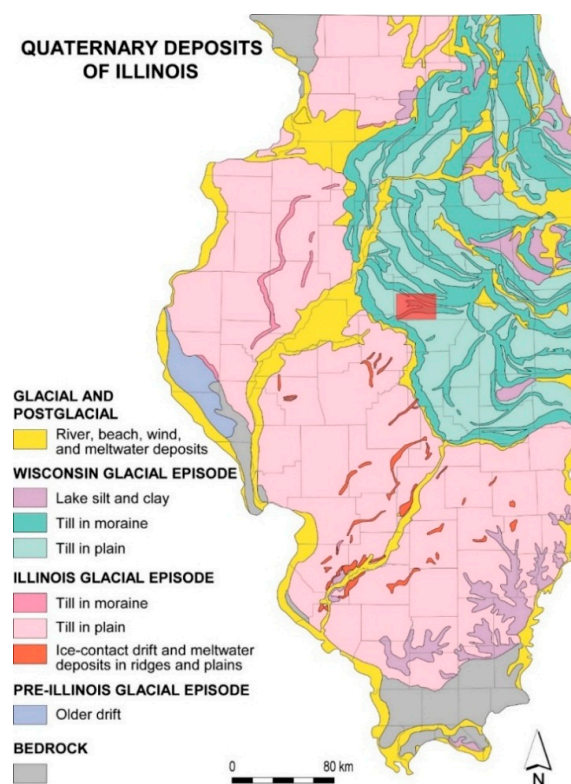 QUATERNARY DEPOSITS
OF ILLINOIS
GLACIAL AND
POSTGLACIAL
River, beach, wind,
and meltwater deposits
WISCONSIN GLACIAL EPISODE
Lake silt and clay
Till in moraine
Till in plain
ILLINOIS GLACIAL EPISODE
Till in moraine
Till in plain
Ice-contact drift and meltwater
deposits in ridges and plains
PRE-ILLINOIS GLACIAL EPISODE
Older drift
BEDROCK
0 80 km
N